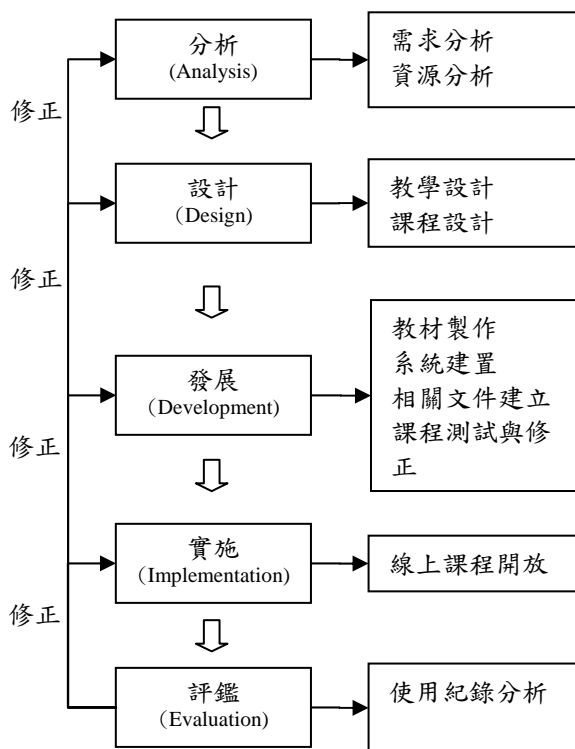 分析
(Analysis)
需求分析
資源分析
修正
設計
（Design)
教學設計
課程設計
修正
發展
（Development)
教材製作
系統建置
相關文件建立
課程測試與修
正
修正
實施
（Implementation)
線上課程開放
修正
評鑑
（Evaluation)
使用紀錄分析